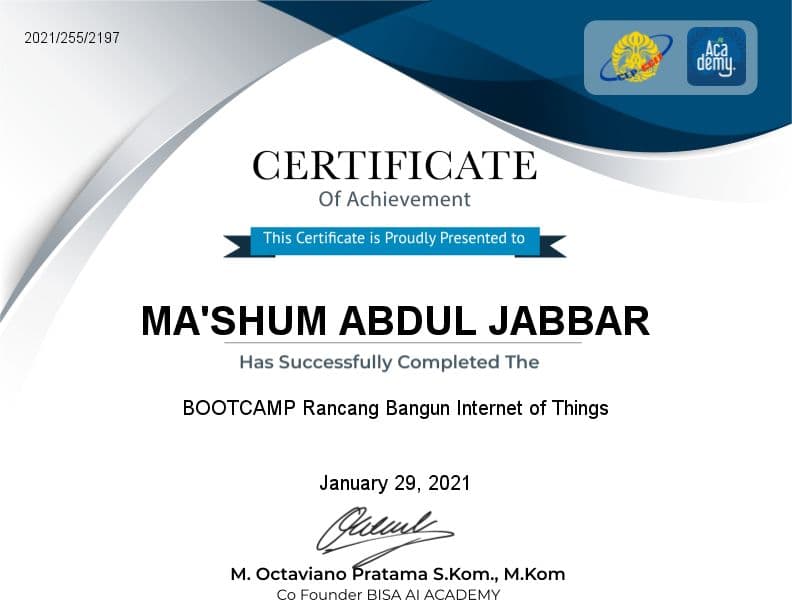 2021/255/2197
Aca
demy.
CERTIFICATE
Of Achievement
This Certificate is Proudly Presented to
MA'SHUM ABDUL JABBAR
Has Successfully Completed The
BOOTCAMP Rancang Bangun Internet of Things
January 29, 2021
M. Octaviano Pratama S.Kom., M.Kom
Co Founder BISA AI ACADEMY